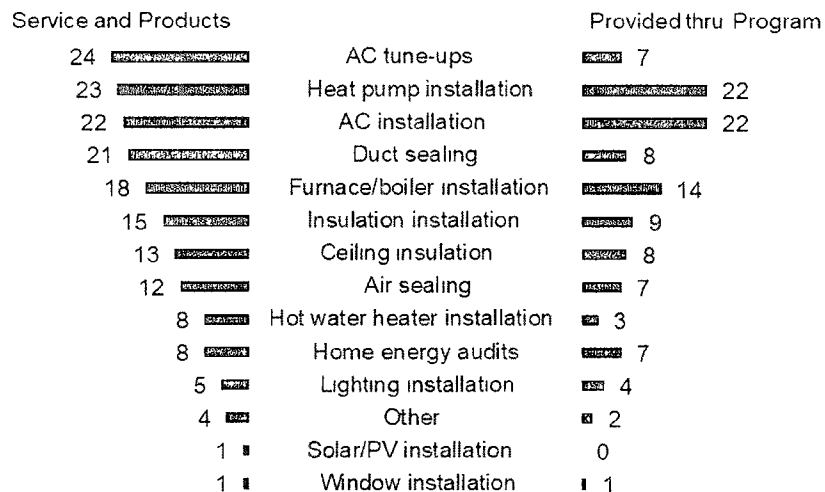 Service and Products Provided thru Program
24 AC tune-ups 7
23 Heat pump installation 22
22 AC installation 22
21 Duct sealing 8
18 Furnace/boiler installation 14
15 Insulation installation 9
13 Ceiling insulation 8
12 Air sealing 7
8 Hot water heater installation 3
8 Home energy audits 7
5 Lighting installation 4
4 Other 2
1 Solar/PV installation 0
1 Window installation 1